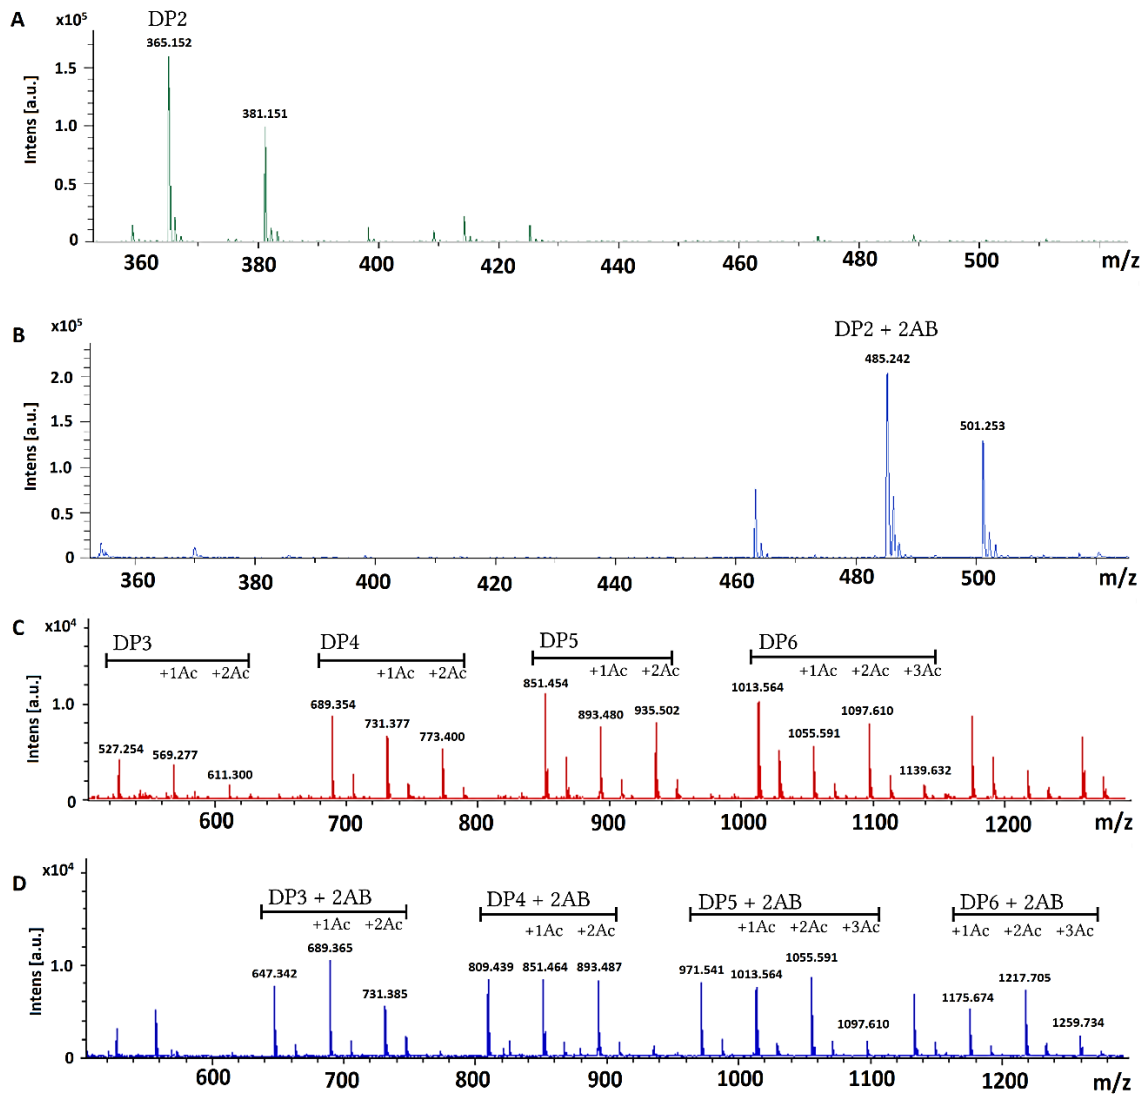 A
x10⁵
DP2
365.152
381.151
Intens [a.u.]
1.5
1.0
0.5
0
360 380 400 420 440 460 480 500 m/z
B
x10⁵
DP2 + 2AB
485.242
501.253
Intens [a.u.]
2.0
1.5
1.0
0.5
0
360 380 400 420 440 460 480 500 m/z
C
x10⁴
DP3 DP4 DP5 DP6
+1Ac +2Ac +1Ac +2Ac +1Ac +2Ac +1Ac +2Ac +3Ac
527.254 569.277 611.300 689.354 731.377 773.400 851.454 893.480 935.502 1013.564 1055.591 1097.610 1139.632
Intens [a.u.]
1.0
0
600 700 800 900 1000 1100 1200 m/z
D
x10⁴
DP3 + 2AB DP4 + 2AB DP5 + 2AB DP6 + 2AB
+1Ac +2Ac +1Ac +2Ac +1Ac +2Ac +3Ac +1Ac +2Ac +3Ac
647.342 689.365 731.385 809.439 851.464 893.487 971.541 1013.564 1055.591 1097.610 1175.674 1217.705 1259.734
Intens [a.u.]
1.0
0
600 700 800 900 1000 1100 1200 m/z